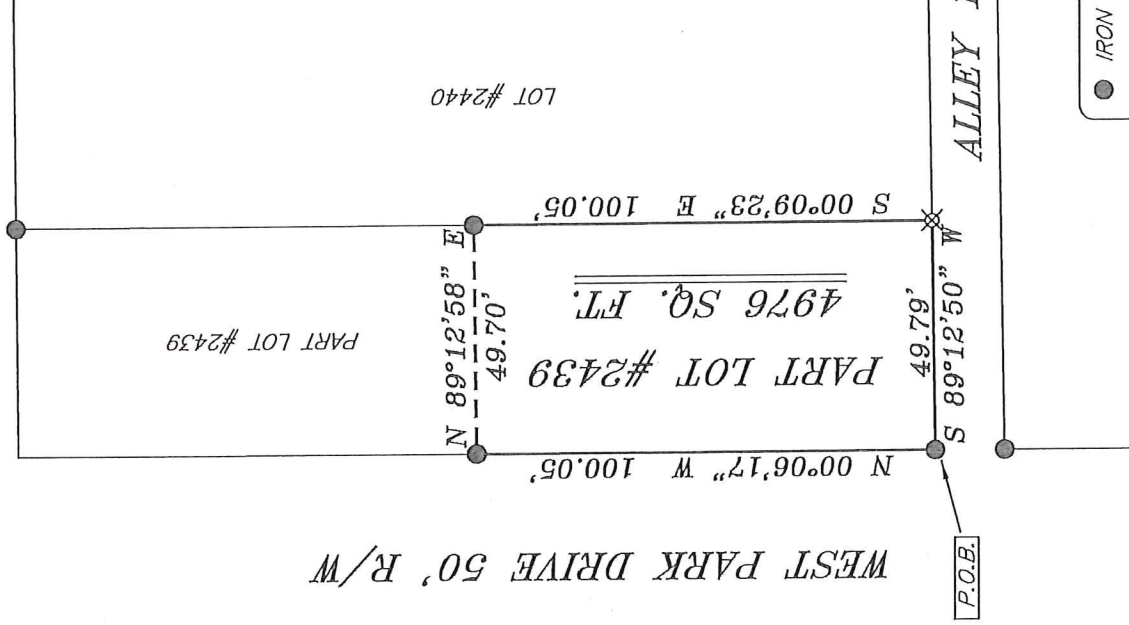 LOT #2440
ALLEY
IRON
S 00°09'23" E 100.05'
PART LOT #2439
N 89°12'58" E
49.70'
4976 SQ. FT.
PART LOT #2439
49.79'
S 89°12'50" W
N 00°06'17" W 100.05'
WEST PARK DRIVE 50' R/W
P.O.B.